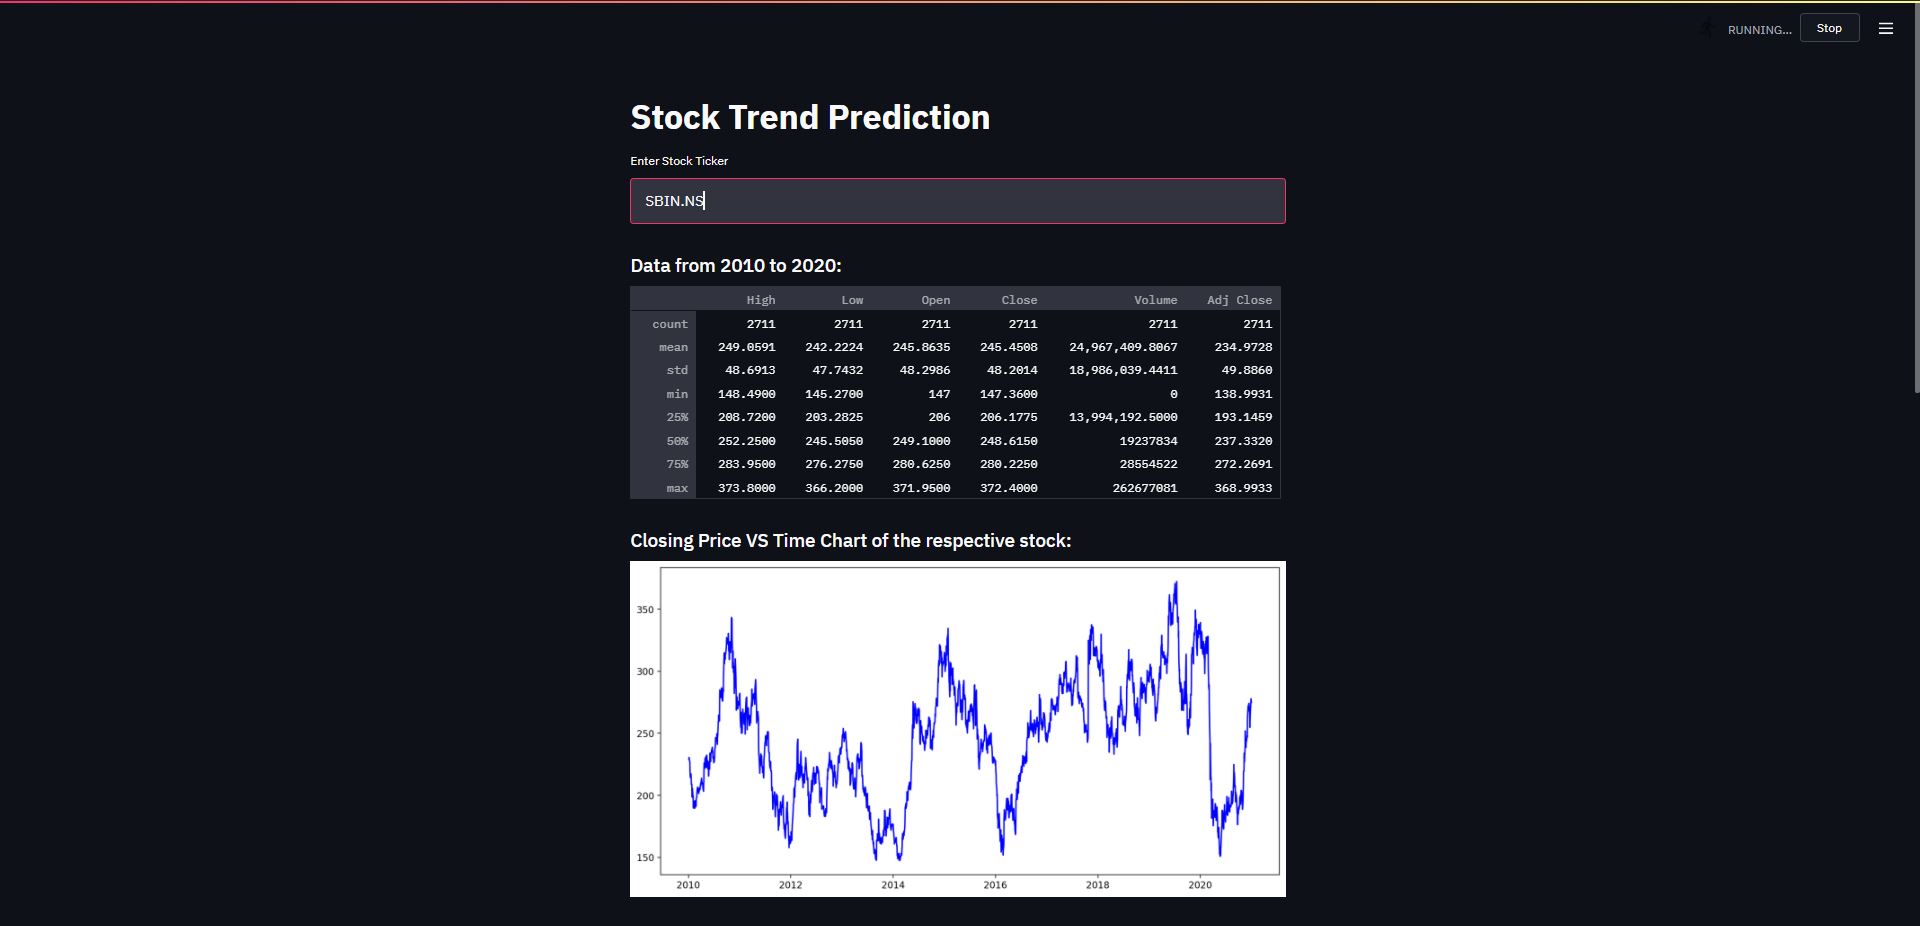 RUNNING...
Stop
Stock Trend Prediction
Enter Stock Ticker
SBIN.NS
Data from 2010 to 2020:
High Low Open Close Volume Adj Close
count 2711 2711 2711 2711 2711 2711
mean 249.0591 242.2224 245.8635 245.4508 24,967,409.8067 234.9728
std 48.6913 47.7432 48.2986 48.2014 18,986,039.4411 49.8860
min 148.4900 145.2700 147 147.3600 0 138.9931
25% 208.7200 203.2825 206 206.1775 13,994,192.5000 193.1459
50% 252.2500 245.5050 249.1000 248.6150 19237834 237.3320
75% 283.9500 276.2750 280.6250 280.2250 28554522 272.2691
max 373.8000 366.2000 371.9500 372.4000 262677081 368.9933
Closing Price VS Time Chart of the respective stock:
350
300
250
200
150
2010 2012 2014 2016 2018 2020